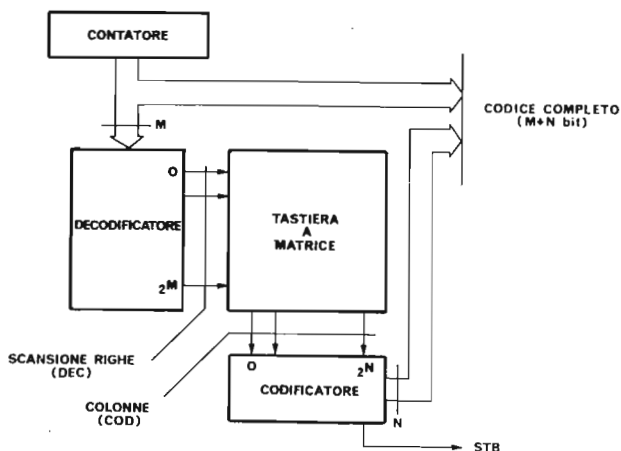 CONTATORE
M
CODICE COMPLETO
(M+N bit)
O
DECODIFICATORE
2M
TASTIERA
A
MATRICE
SCANSIONE RIGHE
(DEC)
O
2N
CODIFICATORE
COLONNE
(COD)
N
STB